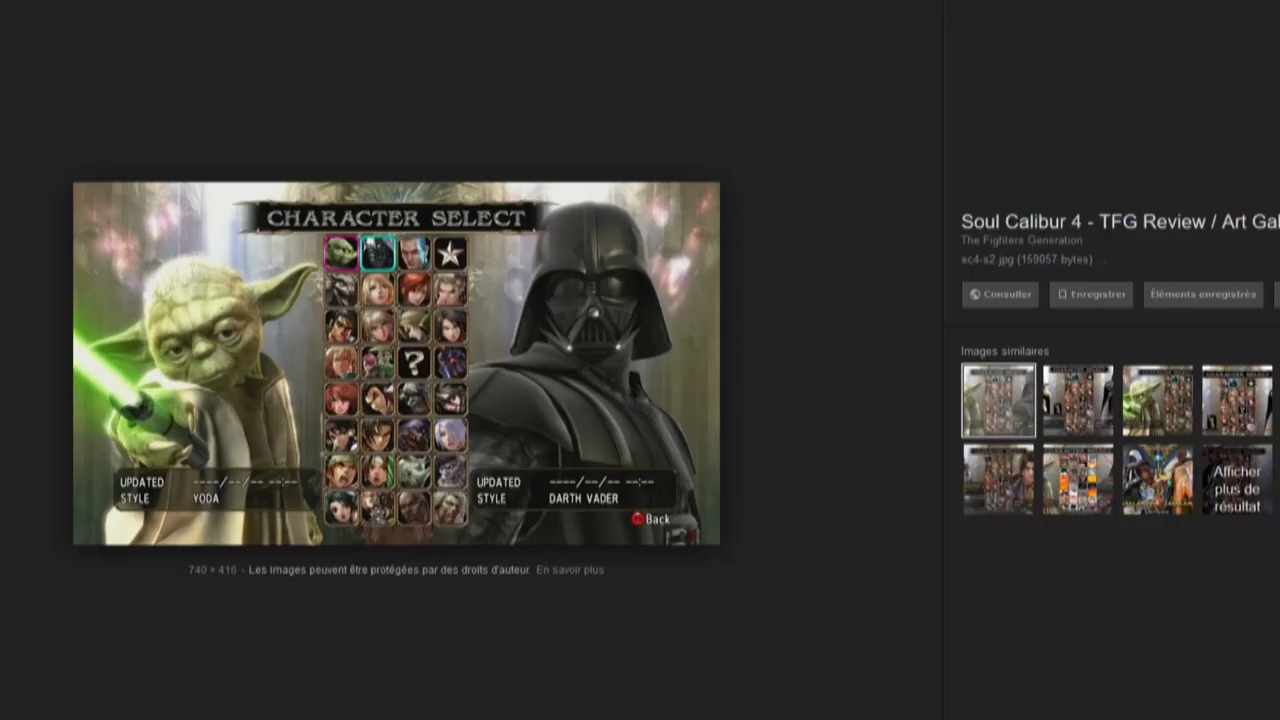 CHARACTER SELECT
?
UPDATED ----/--/-- --:--
STYLE YODA
UPDATED ----/--/-- --:--
STYLE DARTH VADER
Back
740 × 416 - Les images peuvent être protégées par des droits d'auteur. En savoir plus
Soul Calibur 4 - TFG Review / Art Gal
The Fighters Generation
sc4-s2 jpg (159057 bytes) ...
Consulter
Enregistrer
Éléments enregistrés
Images similaires
Afficher
plus de
résultat